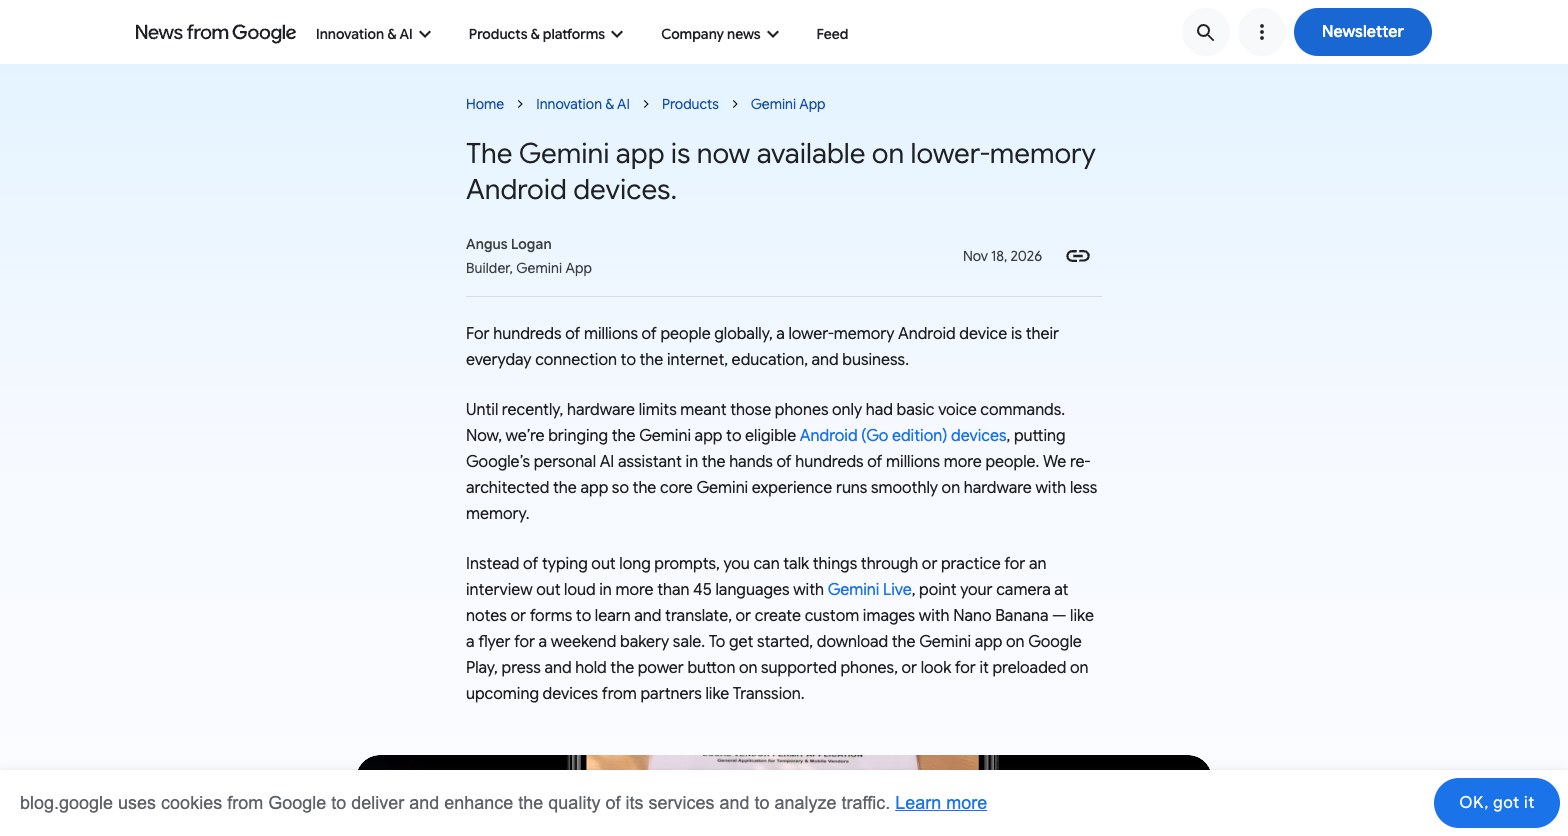 News from Google
Innovation & AI
Products & platforms
Company news
Feed
Newsletter
Home > Innovation & AI > Products > Gemini App
The Gemini app is now available on lower-memory
Android devices.
Angus Logan
Builder, Gemini App
Nov 18, 2026
For hundreds of millions of people globally, a lower-memory Android device is their
everyday connection to the internet, education, and business.
Until recently, hardware limits meant those phones only had basic voice commands.
Now, we’re bringing the Gemini app to eligible Android (Go edition) devices, putting
Google’s personal AI assistant in the hands of hundreds of millions more people. We re-
architected the app so the core Gemini experience runs smoothly on hardware with less
memory.
Instead of typing out long prompts, you can talk things through or practice for an
interview out loud in more than 45 languages with Gemini Live, point your camera at
notes or forms to learn and translate, or create custom images with Nano Banana — like
a flyer for a weekend bakery sale. To get started, download the Gemini app on Google
Play, press and hold the power button on supported phones, or look for it preloaded on
upcoming devices from partners like Transsion.
General Application for Temporary & Mobile Vendors
blog.google uses cookies from Google to deliver and enhance the quality of its services and to analyze traffic. Learn more
OK, got it